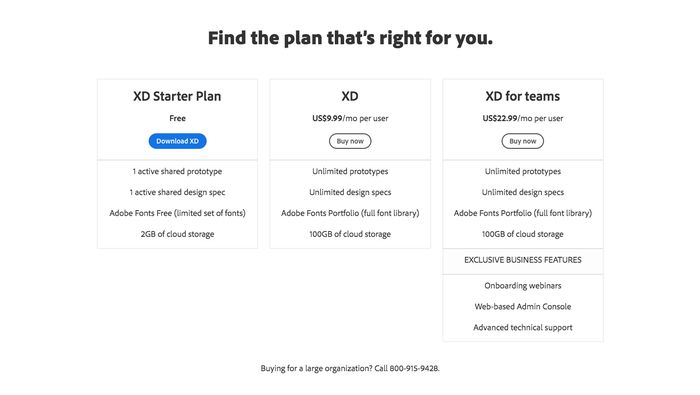 Find the plan that's right for you.
XD Starter Plan
Free
Download XD
1 active shared prototype
1 active shared design spec
Adobe Fonts Free (limited set of fonts)
2GB of cloud storage
XD
US$9.99/mo per user
Buy now
Unlimited prototypes
Unlimited design specs
Adobe Fonts Portfolio (full font library)
100GB of cloud storage
XD for teams
US$22.99/mo per user
Buy now
Unlimited prototypes
Unlimited design specs
Adobe Fonts Portfolio (full font library)
100GB of cloud storage
EXCLUSIVE BUSINESS FEATURES
Onboarding webinars
Web-based Admin Console
Advanced technical support
Buying for a large organization? Call 800-915-9428.